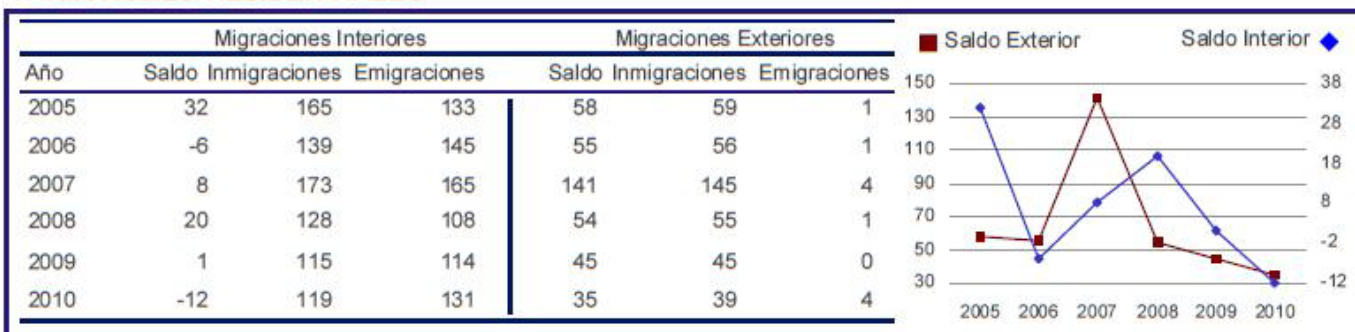 Migraciones Interiores Migraciones Exteriores
Año Saldo Inmigraciones Emigraciones Saldo Inmigraciones Emigraciones
2005 32 165 133 58 59 1
2006 -6 139 145 55 56 1
2007 8 173 165 141 145 4
2008 20 128 108 54 55 1
2009 1 115 114 45 45 0
2010 -12 119 131 35 39 4
Saldo Exterior Saldo Interior
150 38
130 28
110 18
90 8
70 -2
50 -12
30
2005 2006 2007 2008 2009 2010